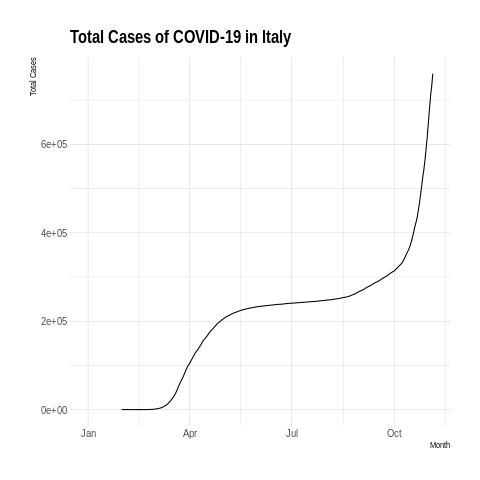 Total Cases of COVID-19 in Italy
Total Cases
6e+05
4e+05
2e+05
0e+00
Jan Apr Jul Oct
Month